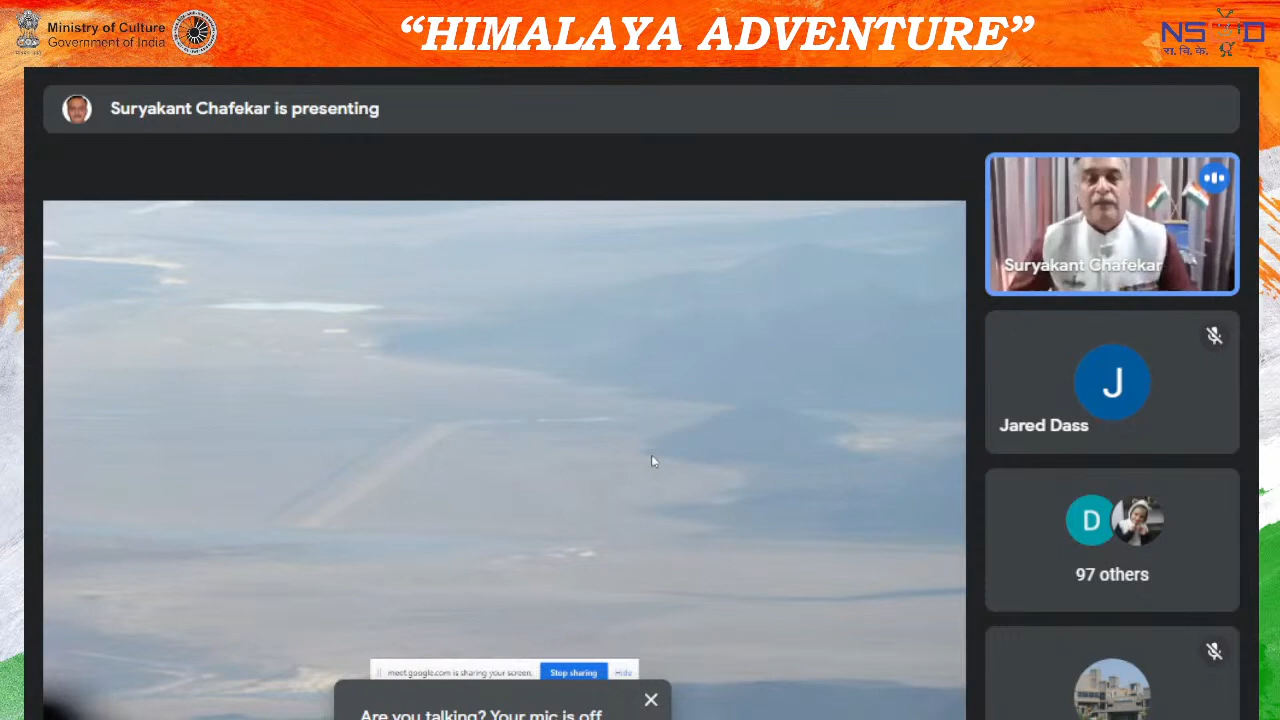 Ministry of Culture
Government of India
“HIMALAYA ADVENTURE”
NSD
रा. वि. के.
Suryakant Chafekar is presenting
Suryakant Chafekar
J
Jared Dass
D
97 others
meet.google.com is sharing your screen.
Stop sharing
Hide
Are you talking? Your mic is off